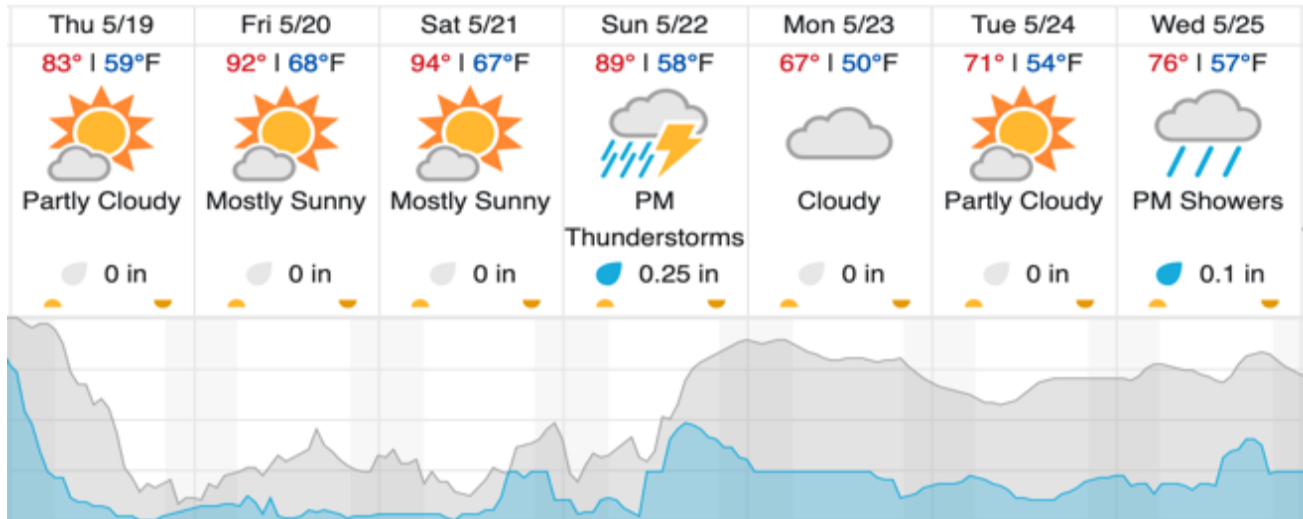 Thu 5/19 Fri 5/20 Sat 5/21 Sun 5/22 Mon 5/23 Tue 5/24 Wed 5/25
83° | 59°F 92° | 68°F 94° | 67°F 89° | 58°F 67° | 50°F 71° | 54°F 76° | 57°F
Partly Cloudy Mostly Sunny Mostly Sunny PM Cloudy Partly Cloudy PM Showers
Thunderstorms
0 in 0 in 0 in 0.25 in 0 in 0 in 0.1 in